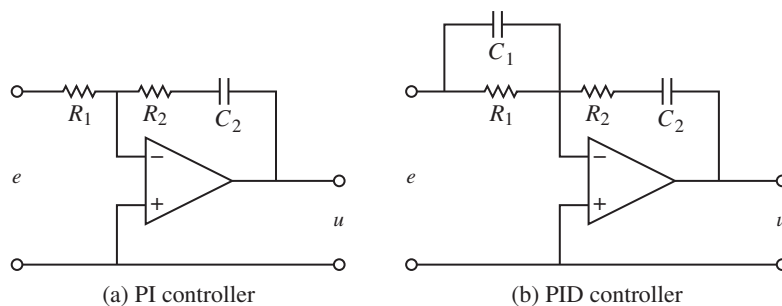 C₁
R₁ R₂ C₂
R₁ R₂ C₂
− −
e e
+ +
u u
(a) PI controller (b) PID controller